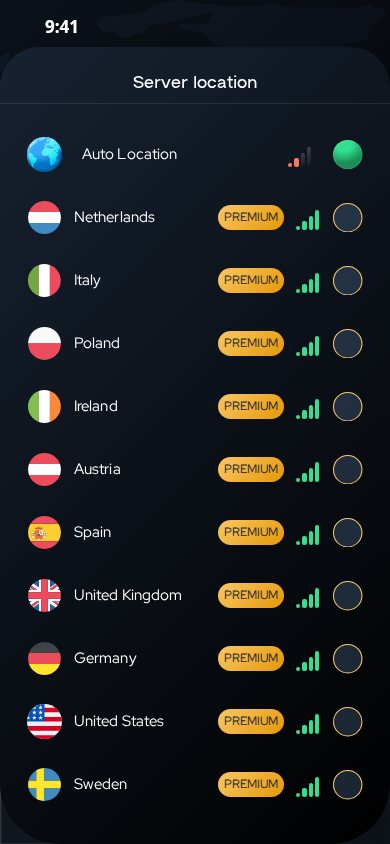 9:41
Server location
Auto Location
Netherlands PREMIUM
Italy PREMIUM
Poland PREMIUM
Ireland PREMIUM
Austria PREMIUM
Spain PREMIUM
United Kingdom PREMIUM
Germany PREMIUM
United States PREMIUM
Sweden PREMIUM